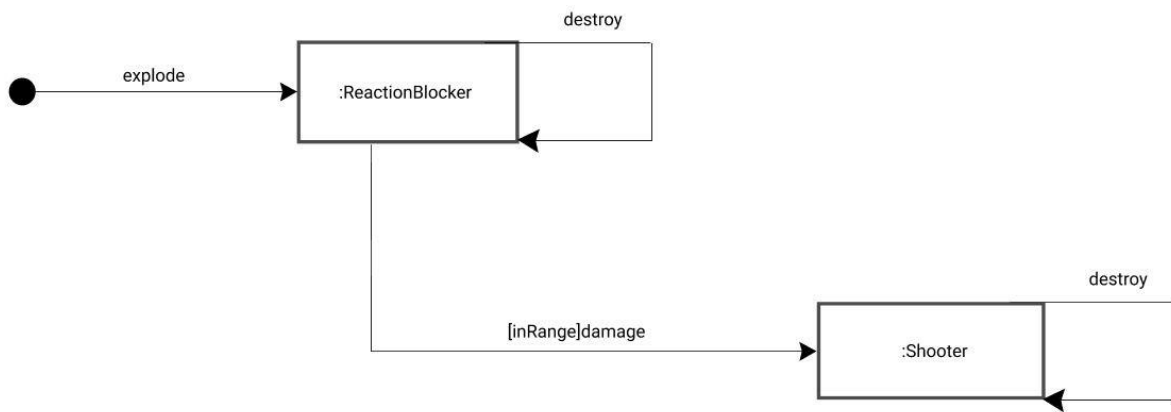 destroy
explode
:ReactionBlocker
destroy
[inRange]damage
:Shooter